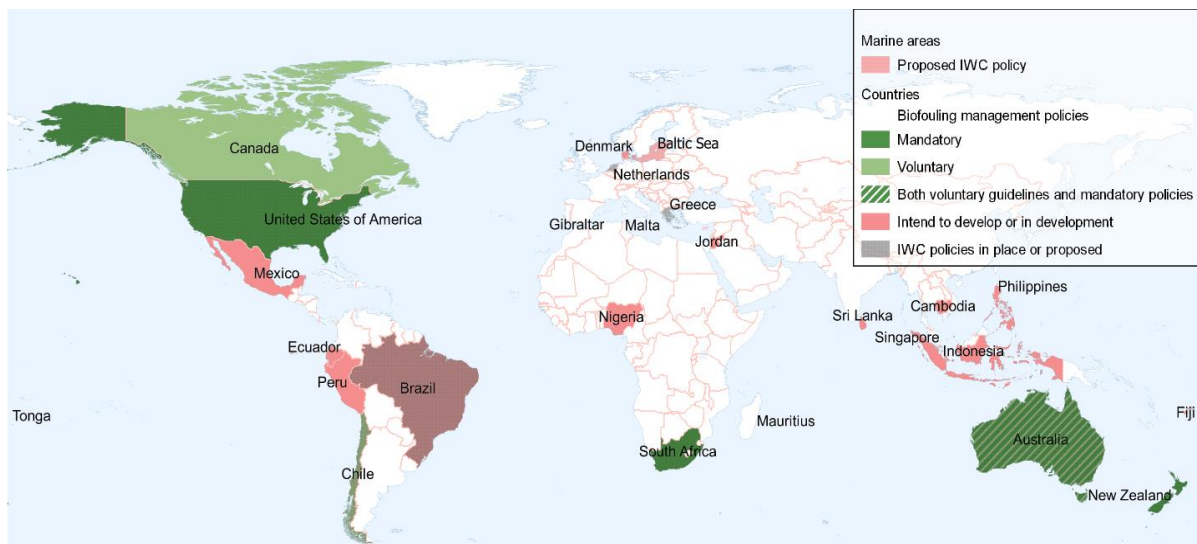 Marine areas
Proposed IWC policy
Countries
Biofouling management policies
Mandatory
Voluntary
Both voluntary guidelines and mandatory policies
Intend to develop or in development
IWC policies in place or proposed
Canada
Denmark
Baltic Sea
Netherlands
United States of America
Greece
Gibraltar
Malta
Jordan
Mexico
Philippines
Cambodia
Nigeria
Sri Lanka
Singapore
Ecuador
Indonesia
Peru
Brazil
Tonga
Mauritius
Fiji
Australia
South Africa
Chile
New Zealand